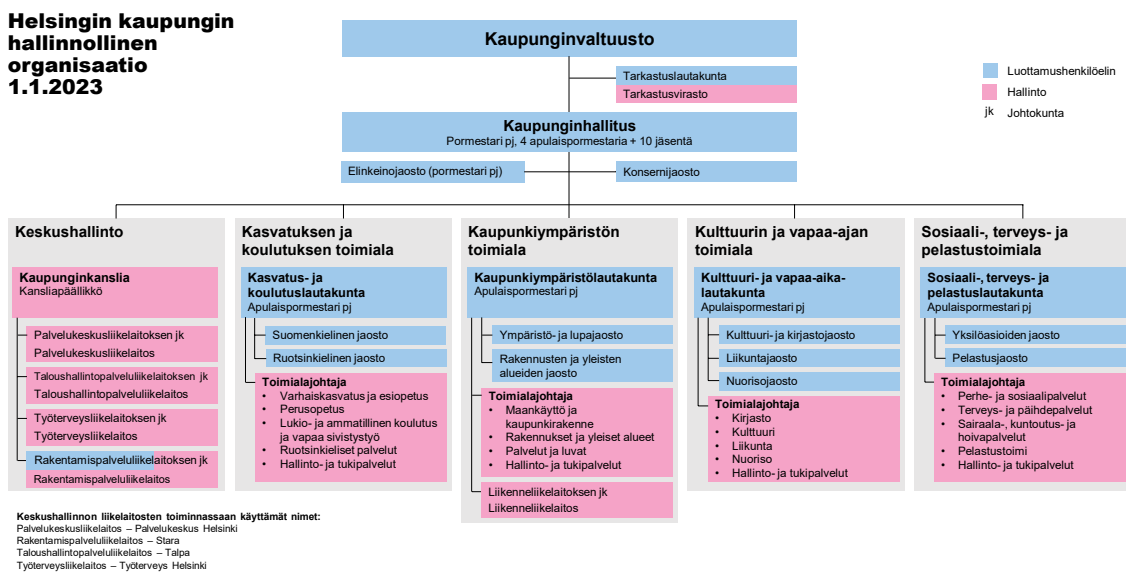 Helsingin kaupungin
hallinnollinen
organisaatio
1.1.2023
Kaupunginvaltuusto
Tarkastuslautakunta
Tarkastusvirasto
Luottamushenkilöelin
Hallinto
jk Johtokunta
Kaupunginhallitus
Pormestari pj, 4 apulaispormestaria + 10 jäsentä
Elinkeinojaosto (pormestari pj)
Konsernijaosto
Keskushallinto
Kaupunginkanslia
Kansliapäällikkö
Palvelukeskusliikelaitoksen jk
Palvelukeskusliikelaitos
Taloushallintopalveluliikelaitoksen jk
Taloushallintopalveluliikelaitos
Työterveysliikelaitoksen jk
Työterveysliikelaitos
Rakentamispalveluliikelaitoksen jk
Rakentamispalveluliikelaitos
Kasvatuksen ja
koulutuksen toimiala
Kasvatus- ja
koulutuslautakunta
Apulaispormestari pj
Suomenkielinen jaosto
Ruotsinkielinen jaosto
Toimialajohtaja
• Varhaiskasvatus ja esiopetus
• Perusopetus
• Lukio- ja ammatillinen koulutus
ja vapaa sivistystyö
• Ruotsinkieliset palvelut
• Hallinto- ja tukipalvelut
Kaupunkiympäristön
toimiala
Kaupunkiympäristölautakunta
Apulaispormestari pj
Ympäristö- ja lupajaosto
Rakennusten ja yleisten
alueiden jaosto
Toimialajohtaja
• Maankäyttö ja
kaupunkirakenne
• Rakennukset ja yleiset alueet
• Palvelut ja luvat
• Hallinto- ja tukipalvelut
Liikenneliikelaitoksen jk
Liikenneliikelaitos
Kulttuurin ja vapaa-ajan
toimiala
Kulttuuri- ja vapaa-aika-
lautakunta
Apulaispormestari pj
Kulttuuri- ja kirjastojaosto
Liikuntajaosto
Nuorisojaosto
Toimialajohtaja
• Kirjasto
• Kulttuuri
• Liikunta
• Nuoriso
• Hallinto- ja tukipalvelut
Sosiaali-, terveys- ja
pelastustoimiala
Sosiaali-, terveys- ja
pelastuslautakunta
Apulaispormestari pj
Yksilöasioiden jaosto
Pelastusjaosto
Toimialajohtaja
• Perhe- ja sosiaalipalvelut
• Terveys- ja päihdepalvelut
• Sairaala-, kuntoutus- ja
hoivapalvelut
• Pelastustoimi
• Hallinto- ja tukipalvelut
Keskushallinnon liikelaitosten toiminnassaan käyttämät nimet:
Palvelukeskusliikelaitos – Palvelukeskus Helsinki
Rakentamispalveluliikelaitos – Stara
Taloushallintopalveluliikelaitos – Talpa
Työterveysliikelaitos – Työterveys Helsinki